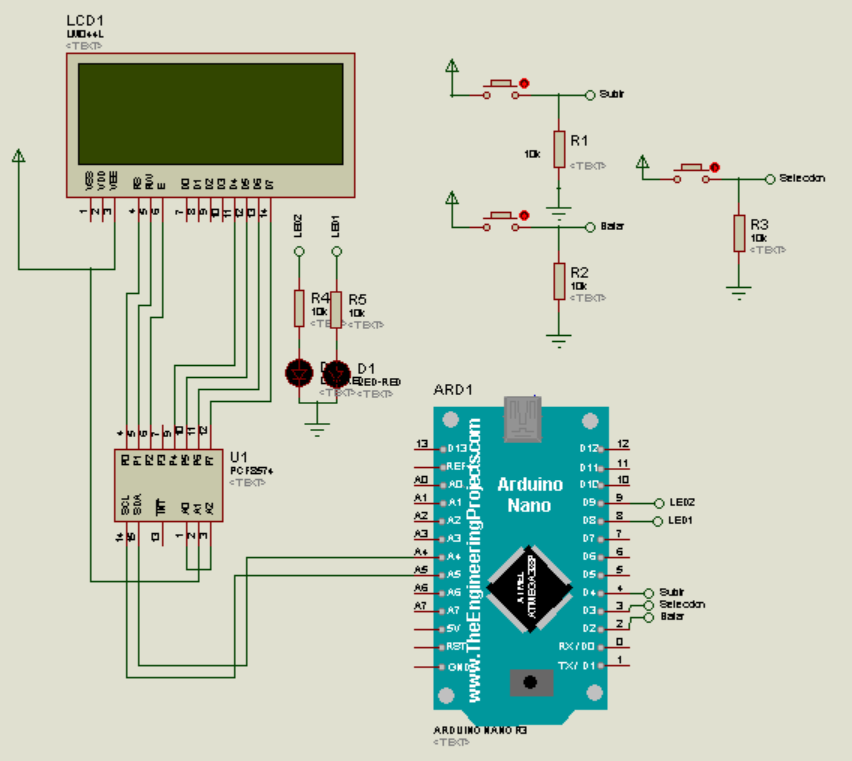 LCD1
LM044L
<TEXT>
VSS
VDD
VEE
RS
RW
E
D0
D1
D2
D3
D4
D5
D6
D7
1
2
3
4
5
6
7
8
9
10
11
12
13
14
Subir
R1
10k
<TEXT>
Seleccion
R3
10k
<TEXT>
Bajar
R2
10k
<TEXT>
LED2
LED1
R4
10k
R5
10k
<TEXT>
D1
LED-RED
<TEXT>
<TEXT>
U1
PCF8574
<TEXT>
4
5
6
7
9
10
11
12
P0
P1
P2
P3
P4
P5
P6
P7
SCL
SDA
INT
A0
A1
A2
14
15
13
1
2
3
ARD1
Arduino
Nano
www.TheEngineeringProjects.com
ATMEL
ATMEGA328P
13 D13
REF
A0 A0
A1 A1
A2 A2
A3 A3
A4 A4
A5 A5
A6 A6
A7 A7
5V
RST
GND
D12 12
D11 11
D10 10
D9 9 LED2
D8 8 LED1
D7 7
D6 6
D5 5
D4 4 Subir
D3 3 Seleccion
D2 2 Bajar
RX/D0 0
TX/D1 1
ARDUINO NANO R3
<TEXT>